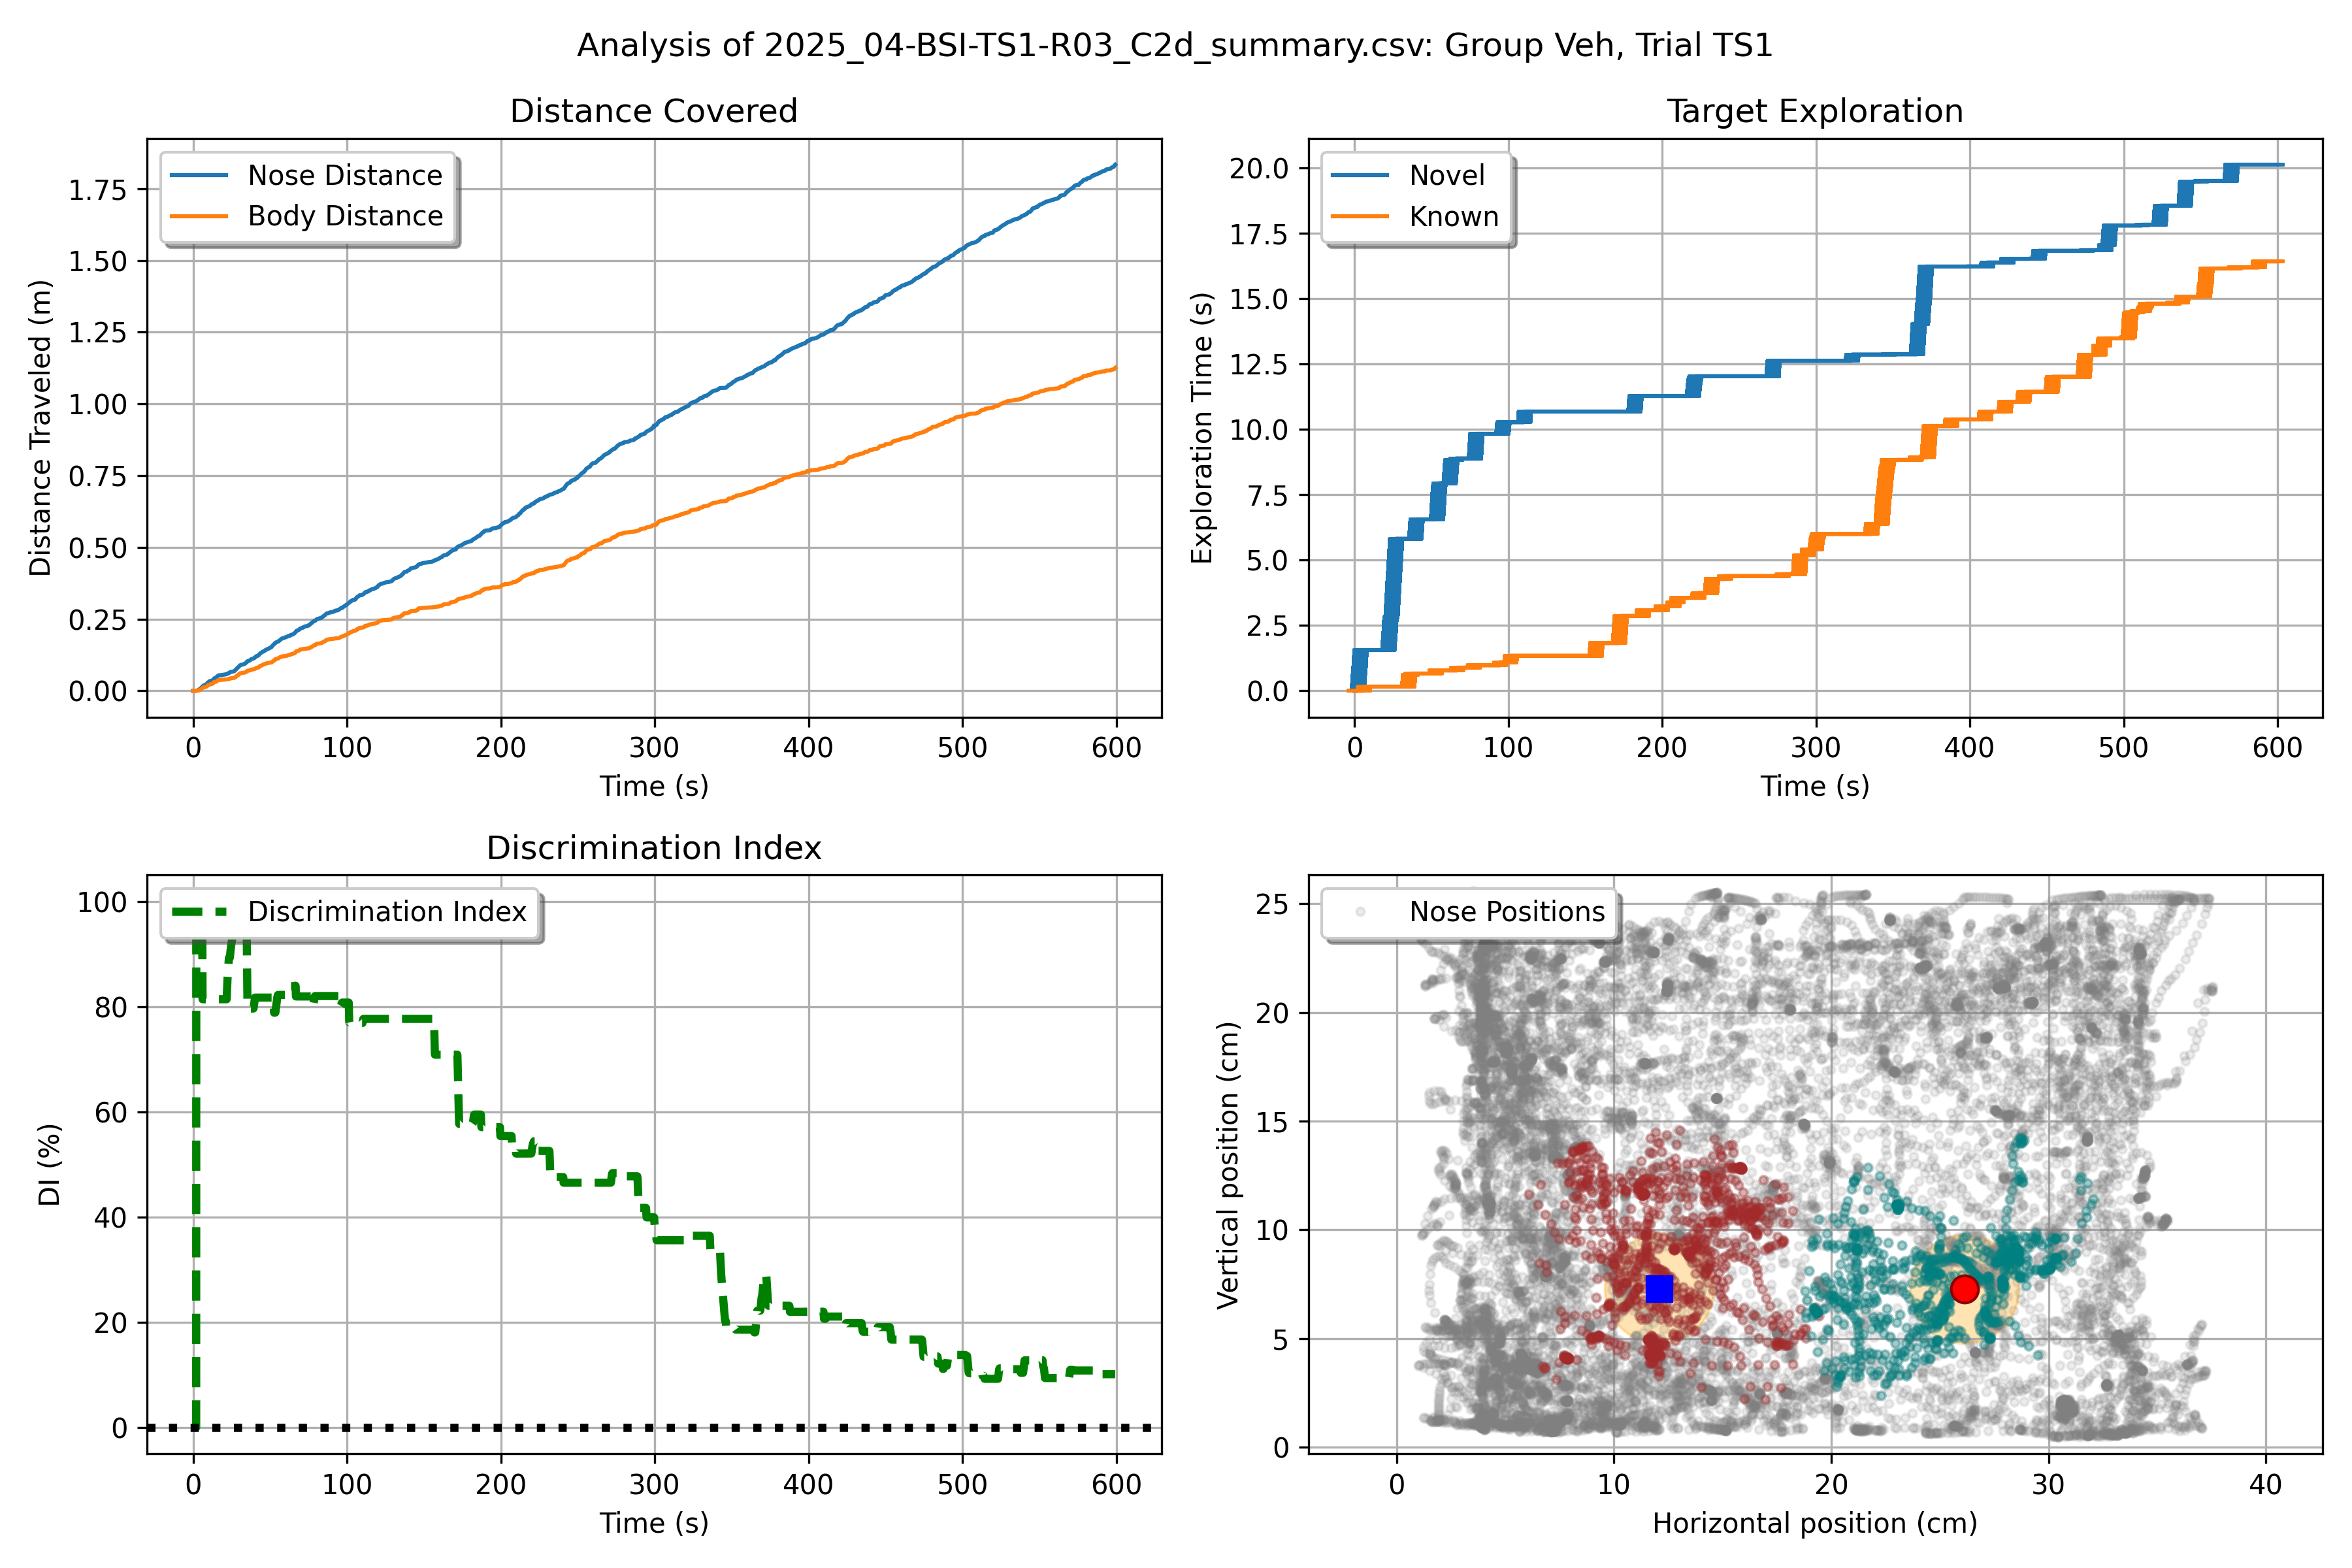 Analysis of 2025_04-BSI-TS1-R03_C2d_summary.csv: Group Veh, Trial TS1
Distance Covered
Nose Distance
Body Distance
Distance Traveled (m)
1.75
1.50
1.25
1.00
0.75
0.50
0.25
0.00
0 100 200 300 400 500 600
Time (s)
Target Exploration
Novel
Known
Exploration Time (s)
20.0
17.5
15.0
12.5
10.0
7.5
5.0
2.5
0.0
0 100 200 300 400 500 600
Time (s)
Discrimination Index
Discrimination Index
DI (%)
100
80
60
40
20
0
0 100 200 300 400 500 600
Time (s)
Nose Positions
Vertical position (cm)
25
20
15
10
5
0
0 10 20 30 40
Horizontal position (cm)